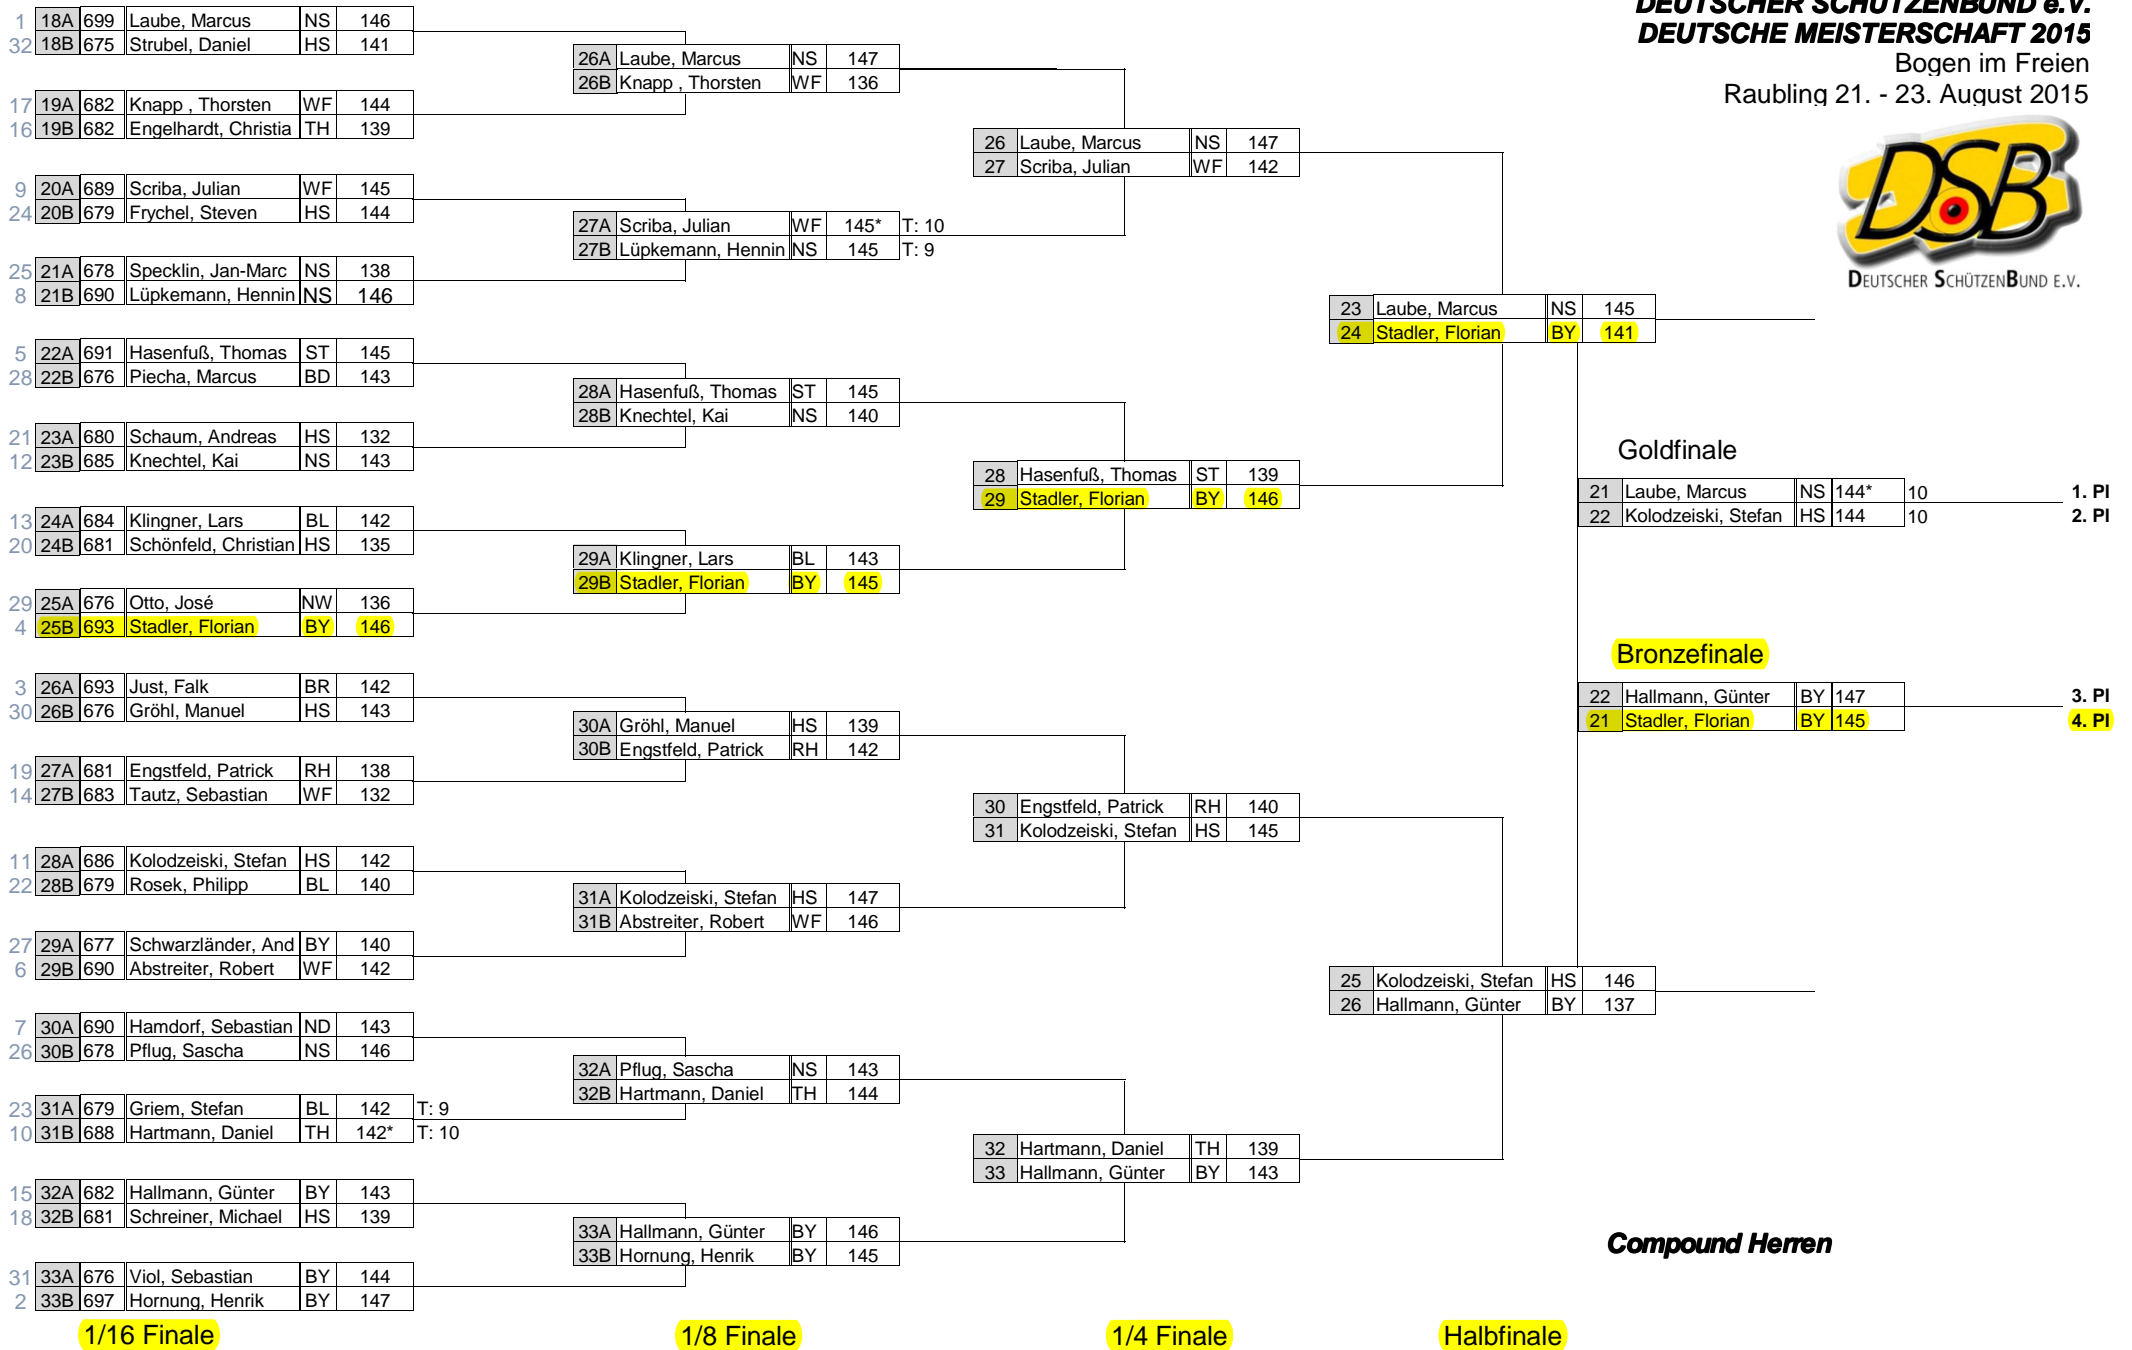 DEUTSCHER SCHÜTZENBUND e.V.
DEUTSCHE MEISTERSCHAFT 2015
Bogen im Freien
Raubling 21. - 23. August 2015
DSB
DEUTSCHER SCHÜTZENBUND E.V.
1 18A 699 Laube, Marcus NS 146
32 18B 675 Strubel, Daniel HS 141
17 19A 682 Knapp , Thorsten WF 144
16 19B 682 Engelhardt, Christia TH 139
9 20A 689 Scriba, Julian WF 145
24 20B 679 Frychel, Steven HS 144
25 21A 678 Specklin, Jan-Marc NS 138
8 21B 690 Lüpkemann, Hennin NS 146
5 22A 691 Hasenfuß, Thomas ST 145
28 22B 676 Piecha, Marcus BD 143
21 23A 680 Schaum, Andreas HS 132
12 23B 685 Knechtel, Kai NS 143
13 24A 684 Klingner, Lars BL 142
20 24B 681 Schönfeld, Christian HS 135
29 25A 676 Otto, José NW 136
4 25B 693 Stadler, Florian BY 146
3 26A 693 Just, Falk BR 142
30 26B 676 Gröhl, Manuel HS 143
19 27A 681 Engstfeld, Patrick RH 138
14 27B 683 Tautz, Sebastian WF 132
11 28A 686 Kolodzeiski, Stefan HS 142
22 28B 679 Rosek, Philipp BL 140
27 29A 677 Schwarzländer, And BY 140
6 29B 690 Abstreiter, Robert WF 142
7 30A 690 Hamdorf, Sebastian ND 143
26 30B 678 Pflug, Sascha NS 146
23 31A 679 Griem, Stefan BL 142 T: 9
10 31B 688 Hartmann, Daniel TH 142* T: 10
15 32A 682 Hallmann, Günter BY 143
18 32B 681 Schreiner, Michael HS 139
31 33A 676 Viol, Sebastian BY 144
2 33B 697 Hornung, Henrik BY 147
1/16 Finale
26A Laube, Marcus NS 147
26B Knapp , Thorsten WF 136
27A Scriba, Julian WF 145* T: 10
27B Lüpkemann, Hennin NS 145 T: 9
28A Hasenfuß, Thomas ST 145
28B Knechtel, Kai NS 140
29A Klingner, Lars BL 143
29B Stadler, Florian BY 145
30A Gröhl, Manuel HS 139
30B Engstfeld, Patrick RH 142
31A Kolodzeiski, Stefan HS 147
31B Abstreiter, Robert WF 146
32A Pflug, Sascha NS 143
32B Hartmann, Daniel TH 144
33A Hallmann, Günter BY 146
33B Hornung, Henrik BY 145
1/8 Finale
26 Laube, Marcus NS 147
27 Scriba, Julian WF 142
28 Hasenfuß, Thomas ST 139
29 Stadler, Florian BY 146
30 Engstfeld, Patrick RH 140
31 Kolodzeiski, Stefan HS 145
32 Hartmann, Daniel TH 139
33 Hallmann, Günter BY 143
1/4 Finale
23 Laube, Marcus NS 145
24 Stadler, Florian BY 141
25 Kolodzeiski, Stefan HS 146
26 Hallmann, Günter BY 137
Halbfinale
Goldfinale
21 Laube, Marcus NS 144* 10 1. Pl
22 Kolodzeiski, Stefan HS 144 10 2. Pl
Bronzefinale
22 Hallmann, Günter BY 147 3. Pl
21 Stadler, Florian BY 145 4. Pl
Compound Herren